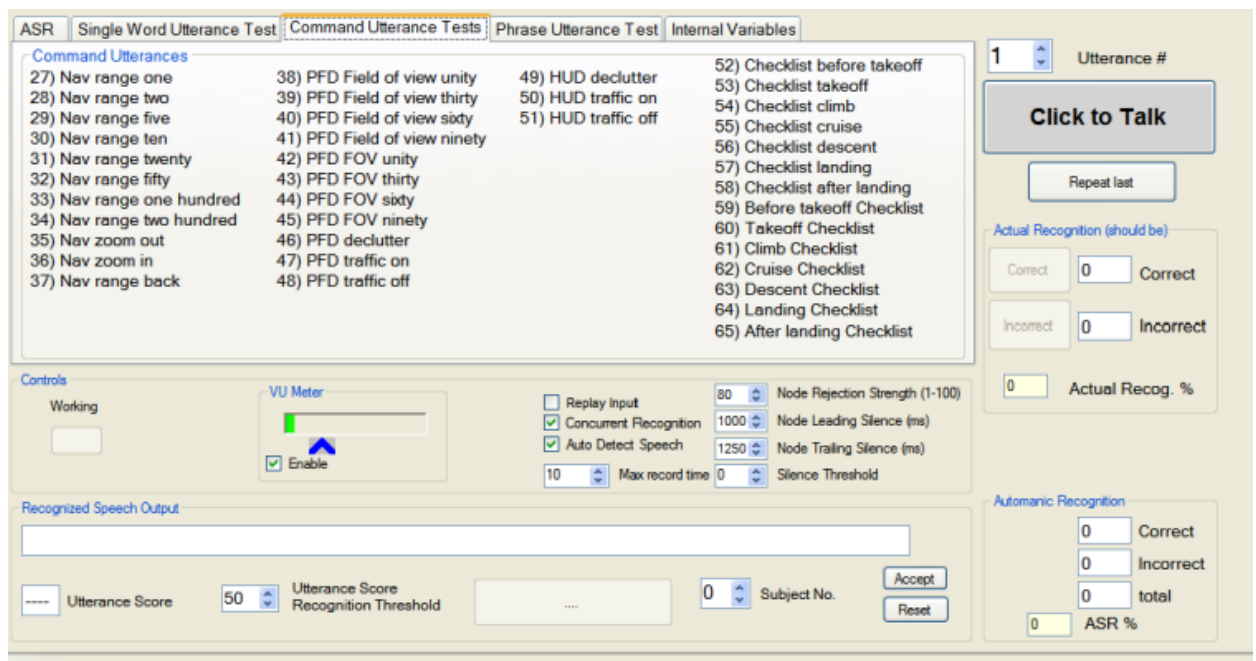 ASR
Single Word Utterance Test
Command Utterance Tests
Phrase Utterance Test
Internal Variables
Command Utterances
27) Nav range one
28) Nav range two
29) Nav range five
30) Nav range ten
31) Nav range twenty
32) Nav range fifty
33) Nav range one hundred
34) Nav range two hundred
35) Nav zoom out
36) Nav zoom in
37) Nav range back
38) PFD Field of view unity
39) PFD Field of view thirty
40) PFD Field of view sixty
41) PFD Field of view ninety
42) PFD FOV unity
43) PFD FOV thirty
44) PFD FOV sixty
45) PFD FOV ninety
46) PFD declutter
47) PFD traffic on
48) PFD traffic off
49) HUD declutter
50) HUD traffic on
51) HUD traffic off
52) Checklist before takeoff
53) Checklist takeoff
54) Checklist climb
55) Checklist cruise
56) Checklist descent
57) Checklist landing
58) Checklist after landing
59) Before takeoff Checklist
60) Takeoff Checklist
61) Climb Checklist
62) Cruise Checklist
63) Descent Checklist
64) Landing Checklist
65) After landing Checklist
1 Utterance #
Click to Talk
Repeat last
Actual Recognition (should be)
Correct 0 Correct
Incorrect 0 Incorrect
0 Actual Recog. %
Controls
Working
VU Meter
Enable
Replay Input
Concurrent Recognition
Auto Detect Speech
10 Max record time
80 Node Rejection Strength (1-100)
1000 Node Leading Silence (ms)
1250 Node Trailing Silence (ms)
0 Silence Threshold
Recognized Speech Output
---- Utterance Score
50 Utterance Score
Recognition Threshold
....
0 Subject No.
Accept
Reset
Automanic Recognition
0 Correct
0 Incorrect
0 total
0 ASR %